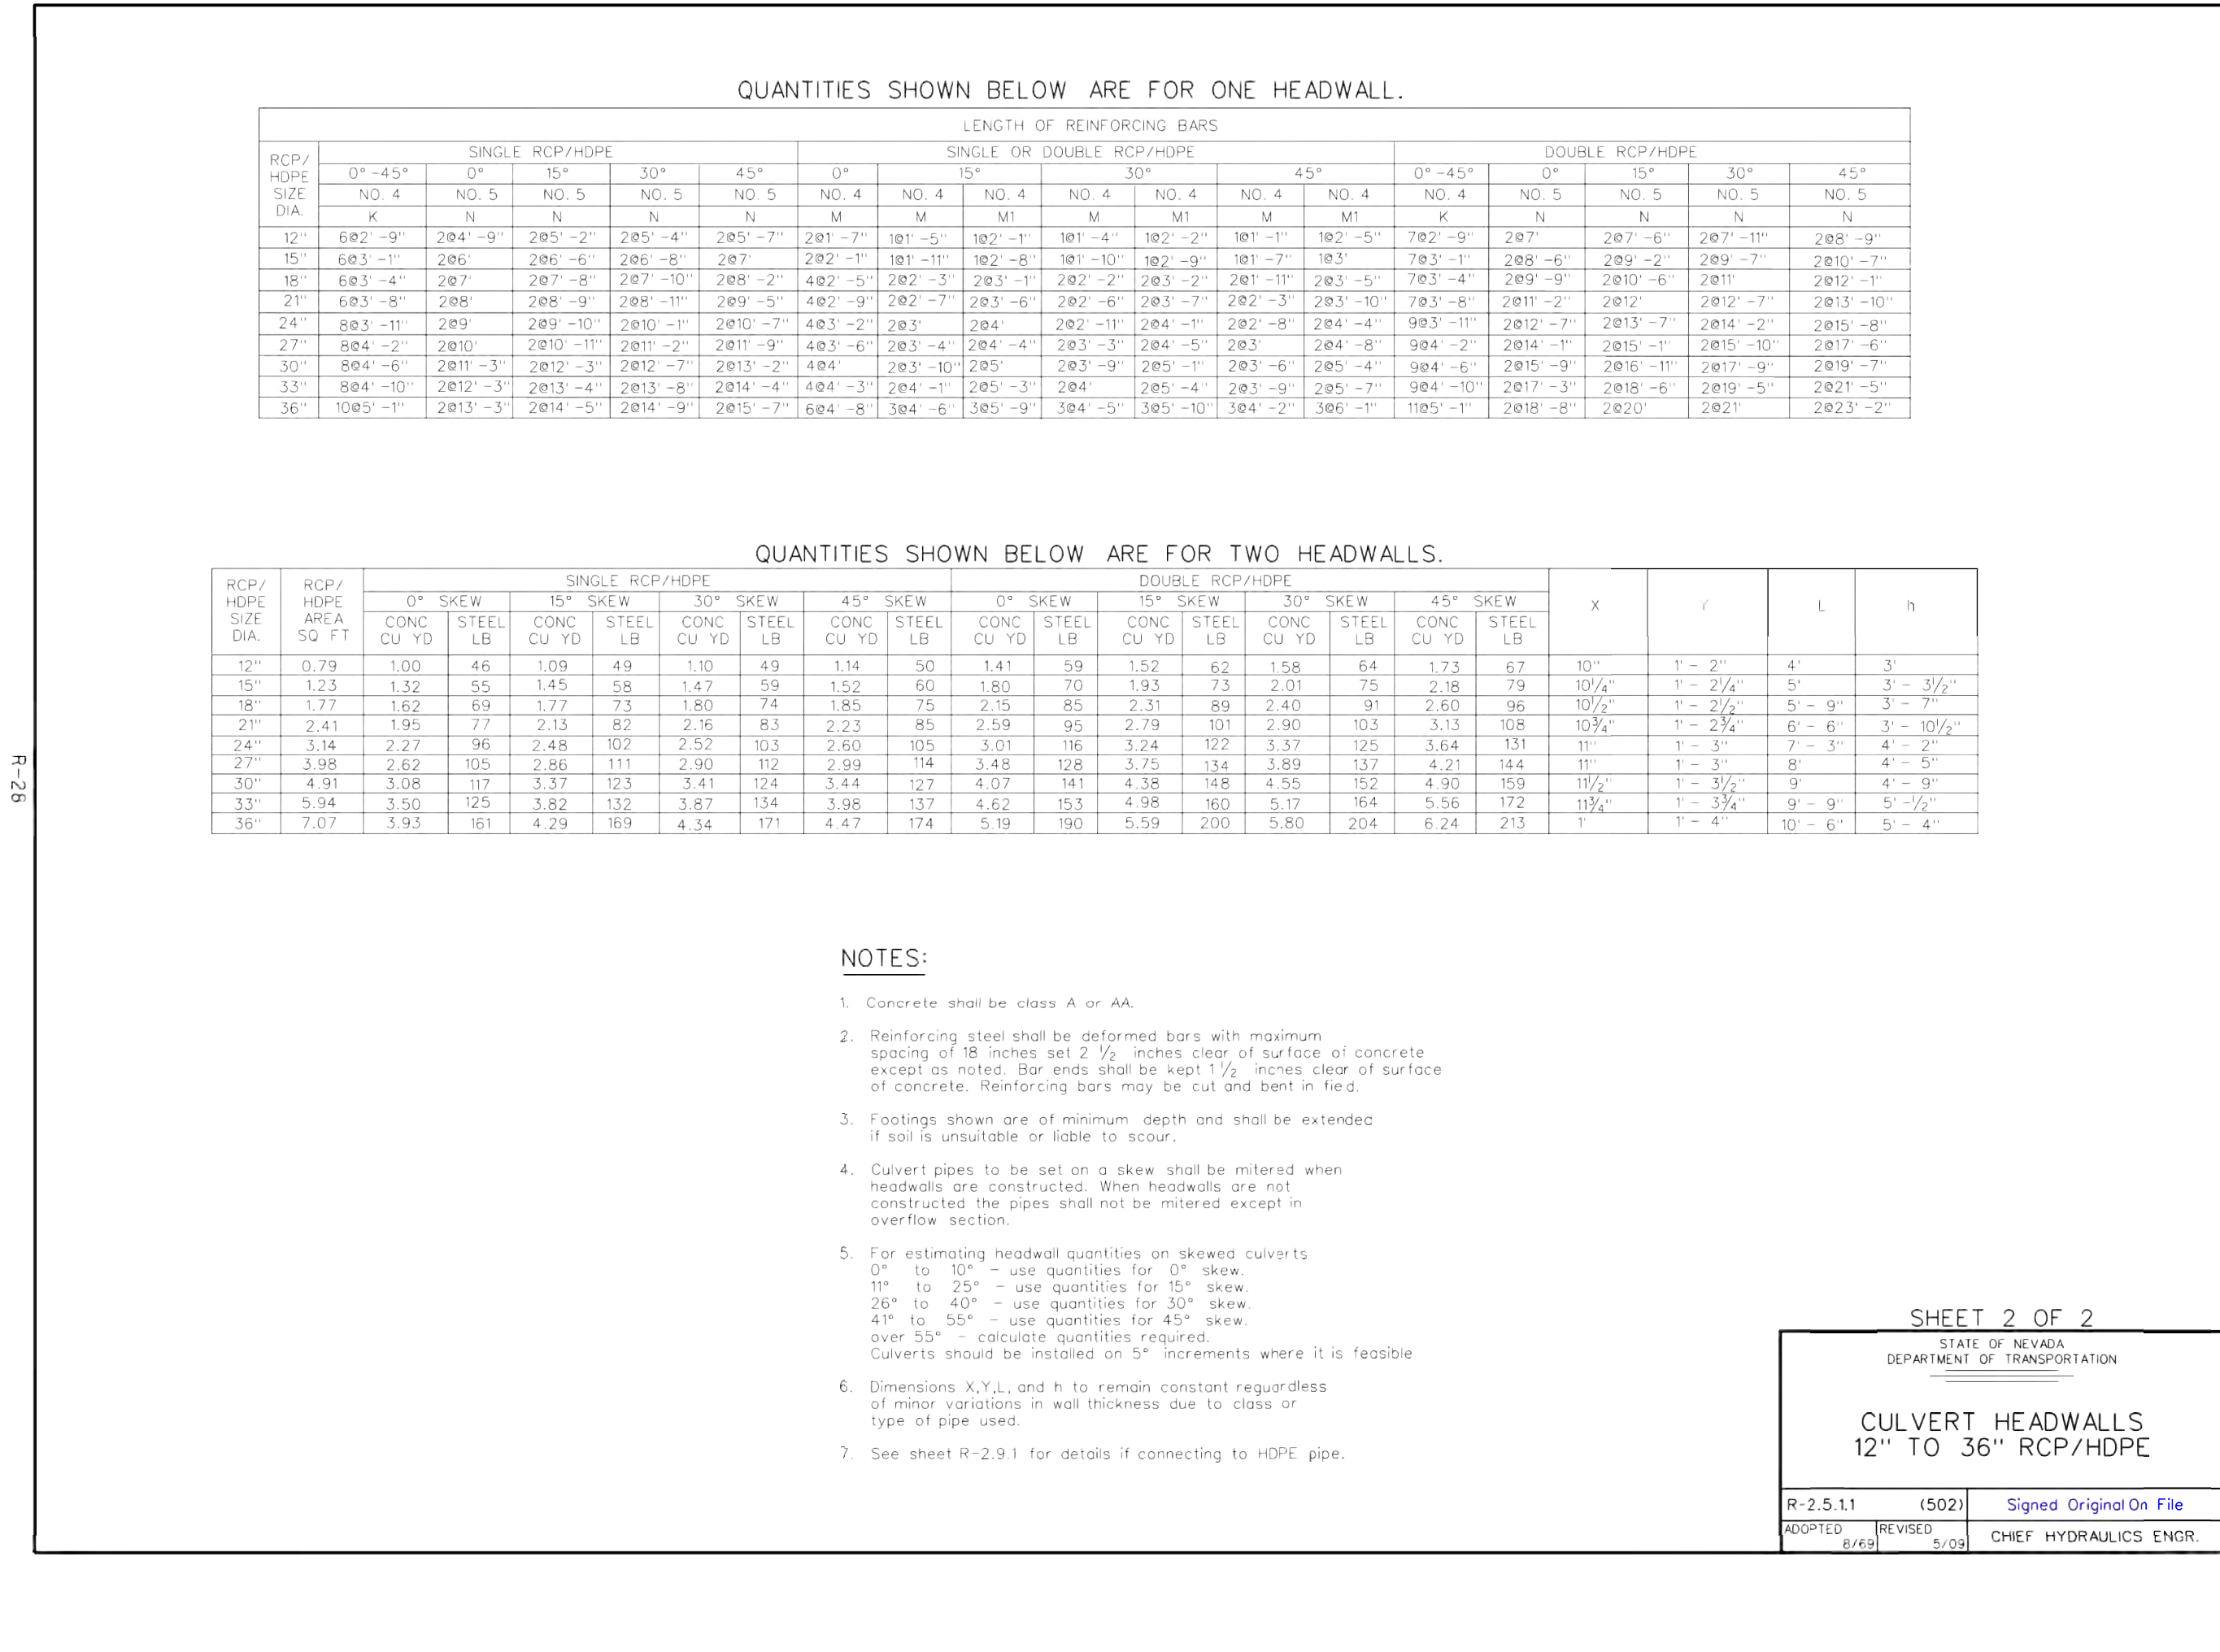 QUANTITIES SHOWN BELOW ARE FOR ONE HEADWALL.
LENGTH OF REINFORCING BARS
RCP/ HDPE SIZE DIA. SINGLE RCP/HDPE SINGLE OR DOUBLE RCP/HDPE DOUBLE RCP/HDPE
0° -45° 0° 15° 30° 45° 0° 15° 30° 45° 0° -45° 0° 15° 30° 45°
NO. 4 NO. 5 NO. 5 NO. 5 NO. 5 NO. 4 NO. 4 NO. 4 NO. 4 NO. 4 NO. 4 NO. 4 NO. 4 NO. 5 NO. 5 NO. 5 NO. 5
K N N N N M M M1 M M1 M M1 K N N N N
12" 6@2' -9" 2@4' -9" 2@5' -2" 2@5' -4" 2@5' -7" 2@1' -7" 1@1' -5" 1@2' -1" 1@1' -4" 1@2' -2" 1@1' -1" 1@2' -5" 7@2' -9" 2@7' 2@7' -6" 2@7' -11" 2@8' -9"
15" 6@3' -1" 2@6' 2@6' -6" 2@6' -8" 2@7' 2@2' -1" 1@1' -11" 1@2' -8" 1@1' -10" 1@2' -9" 1@1' -7" 1@3' 7@3' -1" 2@8' -6" 2@9' -2" 2@9' -7" 2@10' -7"
18" 6@3' -4" 2@7' 2@7' -8" 2@7' -10" 2@8' -2" 4@2' -5" 2@2' -3" 2@3' -1" 2@2' -2" 2@3' -2" 2@1' -11" 2@3' -5" 7@3' -4" 2@9' -9" 2@10' -6" 2@11' 2@12' -1"
21" 6@3' -8" 2@8' 2@8' -9" 2@8' -11" 2@9' -5" 4@2' -9" 2@2' -7" 2@3' -6" 2@2' -6" 2@3' -7" 2@2' -3" 2@3' -10" 7@3' -8" 2@11' -2" 2@12' 2@12' -7" 2@13' -10"
24" 8@3' -11" 2@9' 2@9' -10" 2@10' -1" 2@10' -7" 4@3' -2" 2@3' 2@4' 2@2' -11" 2@4' -1" 2@2' -8" 2@4' -4" 9@3' -11" 2@12' -7" 2@13' -7" 2@14' -2" 2@15' -8"
27" 8@4' -2" 2@10' 2@10' -11" 2@11' -2" 2@11' -9" 4@3' -6" 2@3' -4" 2@4' -4" 2@3' -3" 2@4' -5" 2@3' 2@4' -8" 9@4' -2" 2@14' -1" 2@15' -1" 2@15' -10" 2@17' -6"
30" 8@4' -6" 2@11' -3" 2@12' -3" 2@12' -7" 2@13' -2" 4@4' 2@3' -10" 2@5' 2@3' -9" 2@5' -1" 2@3' -6" 2@5' -4" 9@4' -6" 2@15' -9" 2@16' -11" 2@17' -9" 2@19' -7"
33" 8@4' -10" 2@12' -3" 2@13' -4" 2@13' -8" 2@14' -4" 4@4' -3" 2@4' -1" 2@5' -3" 2@4' 2@5' -4" 2@3' -9" 2@5' -7" 9@4' -10" 2@17' -3" 2@18' -6" 2@19' -5" 2@21' -5"
36" 10@5' -1" 2@13' -3" 2@14' -5" 2@14' -9" 2@15' -7" 6@4' -8" 3@4' -6" 3@5' -9" 3@4' -5" 3@5' -10" 3@4' -2" 3@6' -1" 11@5' -1" 2@18' -8" 2@20' 2@21' 2@23' -2"
QUANTITIES SHOWN BELOW ARE FOR TWO HEADWALLS.
RCP/ HDPE SIZE DIA. RCP/ HDPE AREA SQ FT SINGLE RCP/HDPE DOUBLE RCP/HDPE X Y L h
0° SKEW 15° SKEW 30° SKEW 45° SKEW 0° SKEW 15° SKEW 30° SKEW 45° SKEW
CONC CU YD STEEL LB CONC CU YD STEEL LB CONC CU YD STEEL LB CONC CU YD STEEL LB CONC CU YD STEEL LB CONC CU YD STEEL LB CONC CU YD STEEL LB CONC CU YD STEEL LB
12" 0.79 1.00 46 1.09 49 1.10 49 1.14 50 1.41 59 1.52 62 1.58 64 1.73 67 10" 1' - 2" 4' 3'
15" 1.23 1.32 55 1.45 58 1.47 59 1.52 60 1.80 70 1.93 73 2.01 75 2.18 79 10¼" 1' - 2¼" 5' 3' - 3½"
18" 1.77 1.62 69 1.77 73 1.80 74 1.85 75 2.15 85 2.31 89 2.40 91 2.60 96 10½" 1' - 2½" 5' - 9" 3' - 7"
21" 2.41 1.95 77 2.13 82 2.16 83 2.23 85 2.59 95 2.79 101 2.90 103 3.13 108 10¾" 1' - 2¾" 6' - 6" 3' - 10½"
24" 3.14 2.27 96 2.48 102 2.52 103 2.60 105 3.01 116 3.24 122 3.37 125 3.64 131 11" 1' - 3" 7' - 3" 4' - 2"
27" 3.98 2.62 105 2.86 111 2.90 112 2.99 114 3.48 128 3.75 134 3.89 137 4.21 144 11" 1' - 3" 8' 4' - 5"
30" 4.91 3.08 117 3.37 123 3.41 124 3.44 127 4.07 141 4.38 148 4.55 152 4.90 159 11½" 1' - 3½" 9' 4' - 9"
33" 5.94 3.50 125 3.82 132 3.87 134 3.98 137 4.62 153 4.98 160 5.17 164 5.56 172 11¾" 1' - 3¾" 9' - 9" 5' -½"
36" 7.07 3.93 161 4.29 169 4.34 171 4.47 174 5.19 190 5.59 200 5.80 204 6.24 213 1' 1' - 4" 10' - 6" 5' - 4"
R-28
NOTES:
1. Concrete shall be class A or AA.
2. Reinforcing steel shall be deformed bars with maximum
spacing of 18 inches set 2 ½ inches clear of surface of concrete
except as noted. Bar ends shall be kept 1 ½ inches clear of surface
of concrete. Reinforcing bars may be cut and bent in fied.
3. Footings shown are of minimum depth and shall be extended
if soil is unsuitable or liable to scour.
4. Culvert pipes to be set on a skew shall be mitered when
headwalls are constructed. When headwalls are not
constructed the pipes shall not be mitered except in
overflow section.
5. For estimating headwall quantities on skewed culverts
0° to 10° - use quantities for 0° skew.
11° to 25° - use quantities for 15° skew.
26° to 40° - use quantities for 30° skew.
41° to 55° - use quantities for 45° skew.
over 55° - calculate quantities required.
Culverts should be installed on 5° increments where it is feasible
6. Dimensions X,Y,L, and h to remain constant reguardless
of minor variations in wall thickness due to class or
type of pipe used.
7. See sheet R-2.9.1 for details if connecting to HDPE pipe.
SHEET 2 OF 2
STATE OF NEVADA
DEPARTMENT OF TRANSPORTATION
CULVERT HEADWALLS
12" TO 36" RCP/HDPE
R-2.5.1.1 (502) Signed Original On File
ADOPTED 8/69 REVISED 5/09 CHIEF HYDRAULICS ENGR.